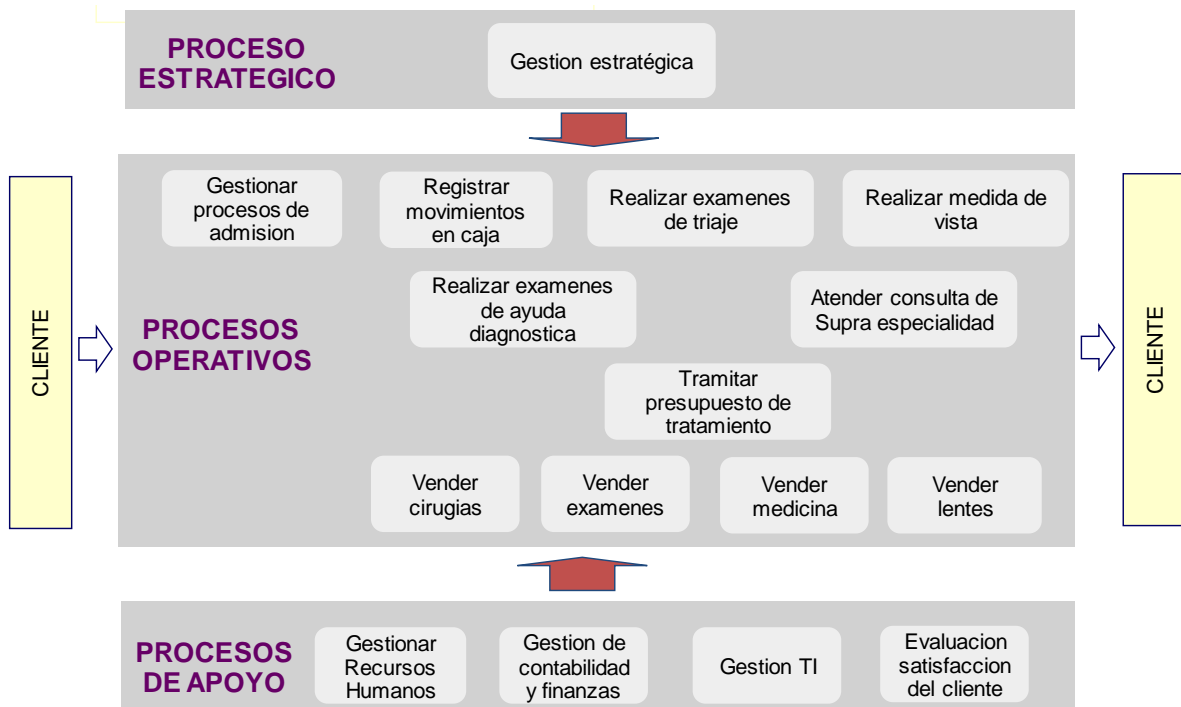 PROCESO
ESTRATEGICO
Gestion estratégica
CLIENTE
PROCESOS
OPERATIVOS
Gestionar
procesos de
admision
Registrar
movimientos
en caja
Realizar examenes
de triaje
Realizar medida de
vista
Realizar examenes
de ayuda
diagnostica
Atender consulta de
Supra especialidad
Tramitar
presupuesto de
tratamiento
Vender
cirugias
Vender
examenes
Vender
medicina
Vender
lentes
CLIENTE
PROCESOS
DE APOYO
Gestionar
Recursos
Humanos
Gestion de
contabilidad
y finanzas
Gestion TI
Evaluacion
satisfaccion
del cliente